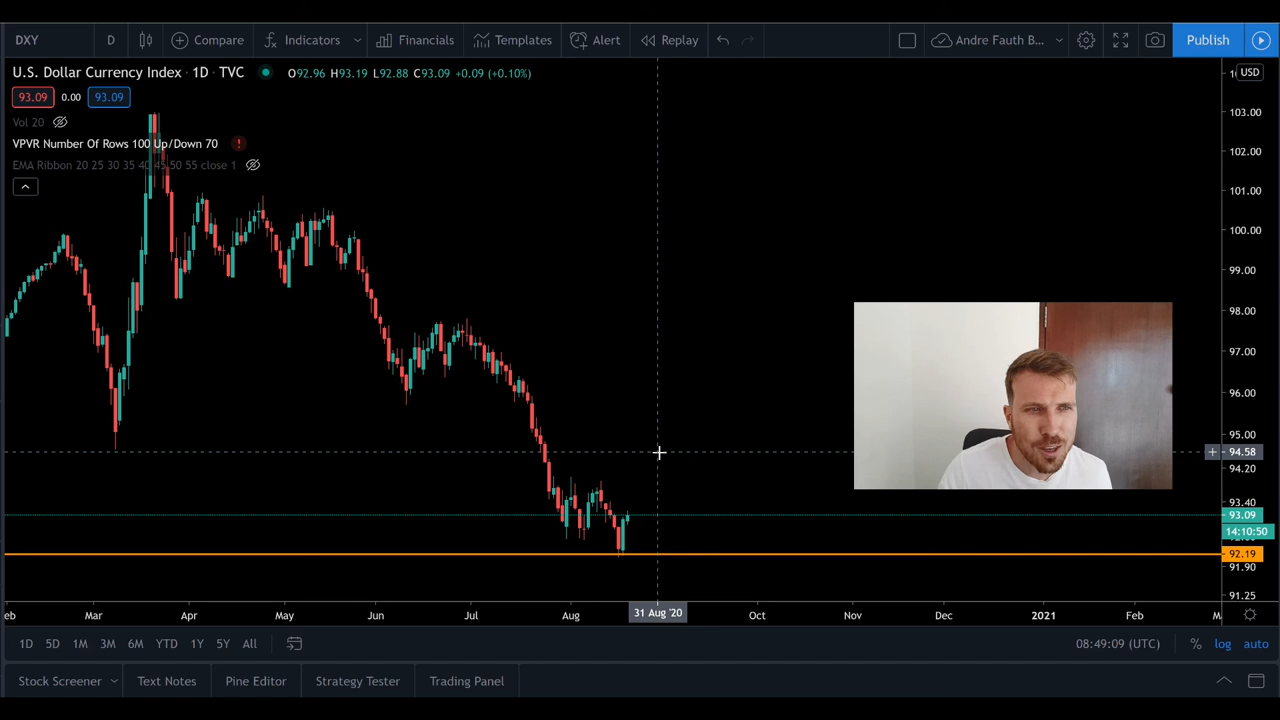 DXY D Compare Indicators Financials Templates Alert Replay Andre Fauth B... Publish
U.S. Dollar Currency Index · 1D · TVC O92.96 H93.19 L92.88 C93.09 +0.09 (+0.10%) USD
93.09 0.00 93.09
103.00
Vol 20
VPVR Number Of Rows 100 Up/Down 70 !
152.00
EMA Ribbon 20 25 30 35 40 45 50 55 close 1
101.00
100.00
99.00
98.00
97.00
96.00
95.00
94.58
94.20
93.40
93.09
14:10:50
92.19
91.90
91.25
Mar Apr May Jun Jul Aug 31 Aug '20 Oct Nov Dec 2021 Feb
1D 5D 1M 3M 6M YTD 1Y 5Y All 08:49:09 (UTC) % log auto
Stock Screener Text Notes Pine Editor Strategy Tester Trading Panel